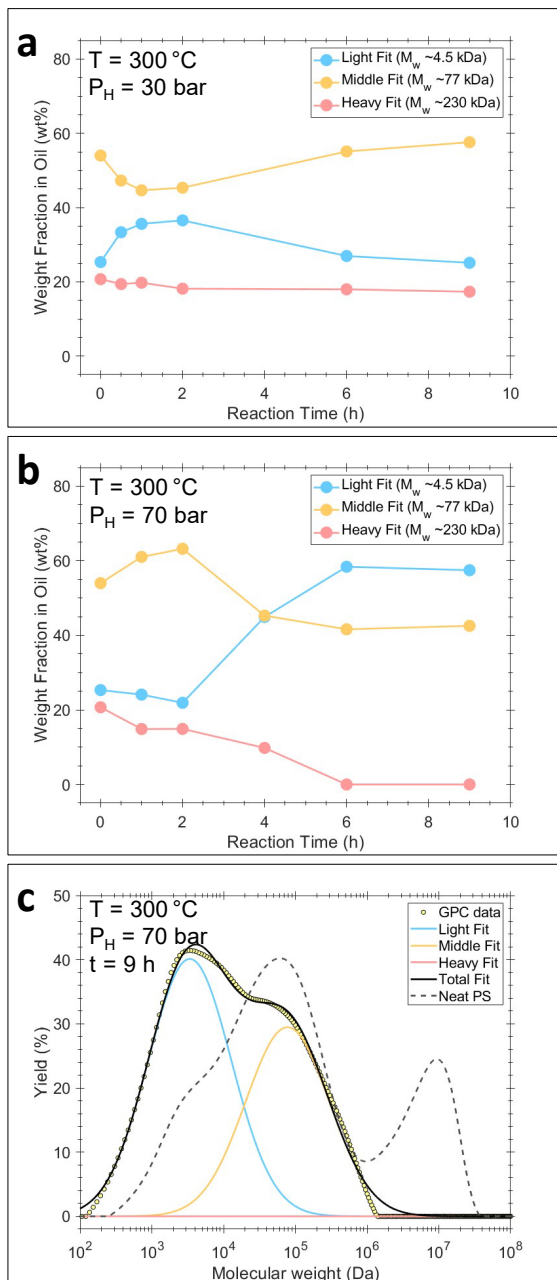 a
T = 300 °C
P_H = 30 bar
Light Fit (M_w ~4.5 kDa)
Middle Fit (M_w ~77 kDa)
Heavy Fit (M_w ~230 kDa)
Weight Fraction in Oil (wt%)
80
60
40
20
0
0 2 4 6 8 10
Reaction Time (h)
b
T = 300 °C
P_H = 70 bar
Light Fit (M_w ~4.5 kDa)
Middle Fit (M_w ~77 kDa)
Heavy Fit (M_w ~230 kDa)
Weight Fraction in Oil (wt%)
80
60
40
20
0
0 2 4 6 8 10
Reaction Time (h)
c
T = 300 °C
P_H = 70 bar
t = 9 h
GPC data
Light Fit
Middle Fit
Heavy Fit
Total Fit
Neat PS
Yield (%)
50
40
30
20
10
0
10^2 10^3 10^4 10^5 10^6 10^7 10^8
Molecular weight (Da)